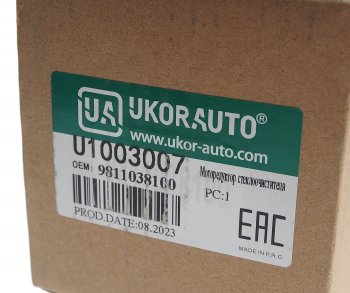 UA UKORAUTO®
www.ukor-auto.com
U1003007
OEM: 9811038100
Моторедуктор стеклоочистителя
PC:1
PROD.DATE:08.2023
EAC
MADE IN P.R.C.